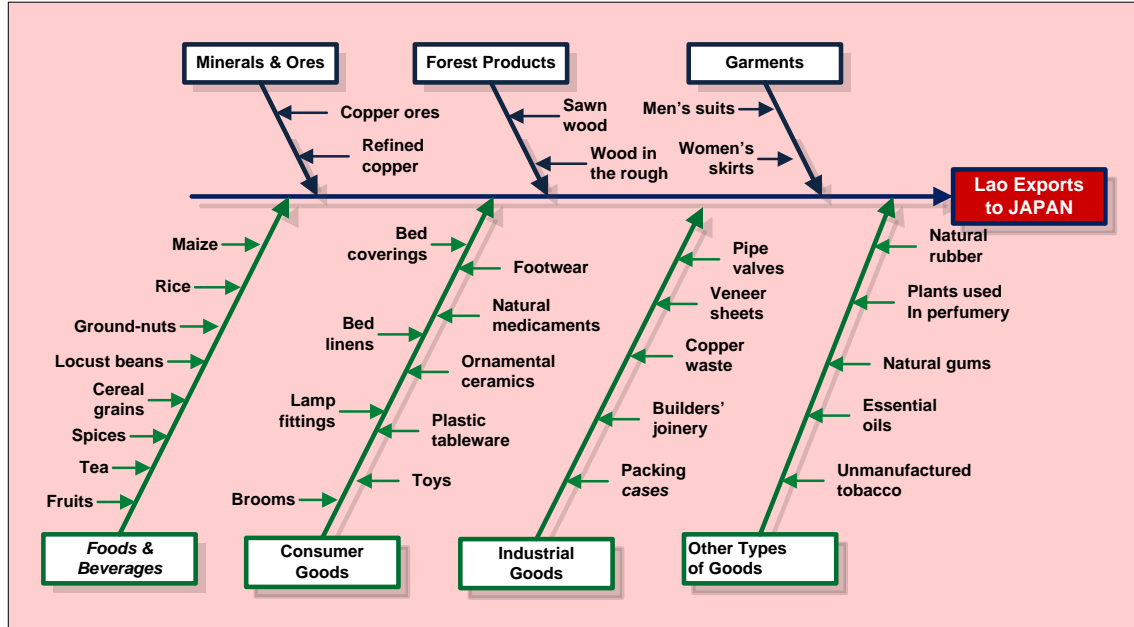 Minerals & Ores
Copper ores
Refined
copper
Forest Products
Sawn
wood
Wood in
the rough
Garments
Men's suits
Women's
skirts
Lao Exports
to JAPAN
Maize
Rice
Ground-nuts
Locust beans
Cereal
grains
Spices
Tea
Fruits
Foods &
Beverages
Bed
coverings
Footwear
Natural
medicaments
Bed
linens
Ornamental
ceramics
Lamp
fittings
Plastic
tableware
Toys
Brooms
Consumer
Goods
Pipe
valves
Veneer
sheets
Copper
waste
Builders'
joinery
Packing
cases
Industrial
Goods
Natural
rubber
Plants used
In perfumery
Natural gums
Essential
oils
Unmanufactured
tobacco
Other Types
of Goods